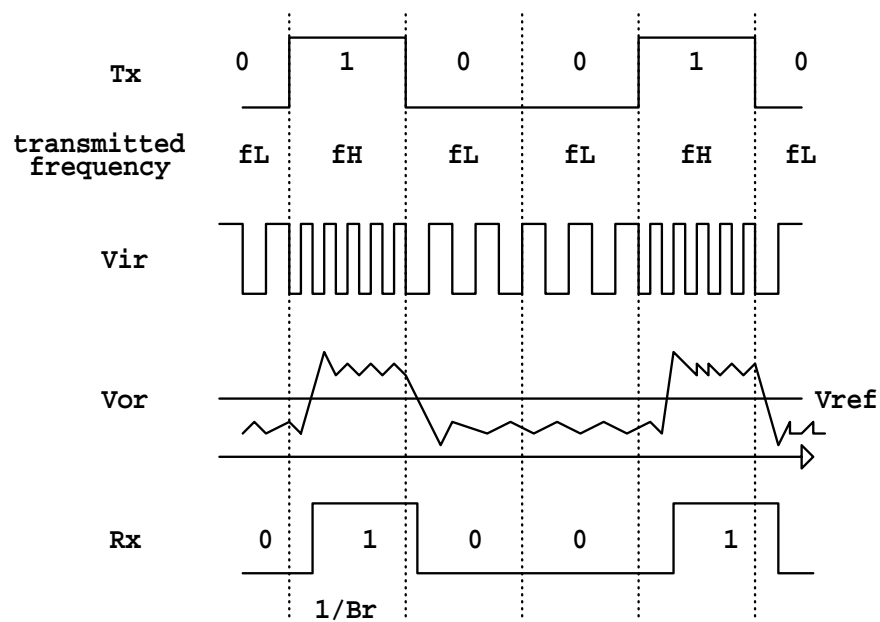 Tx 0 1 0 0 1 0
transmitted
frequency fL fH fL fL fH fL
Vir
Vor Vref
Rx 0 1 0 0 1
1/Br